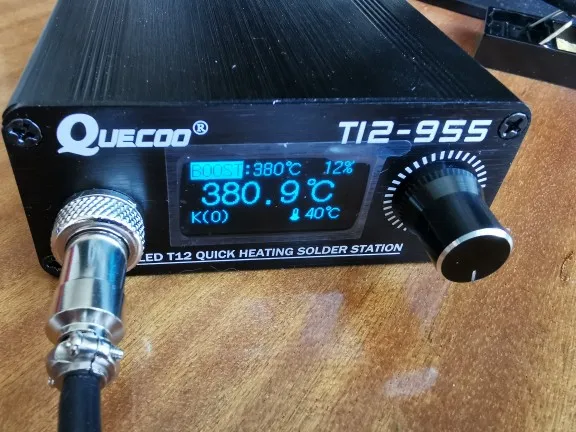 QUECOO®
T12-955
BOOST:380℃ 12%
380.9℃
K(0) 40℃
LED T12 QUICK HEATING SOLDER STATION